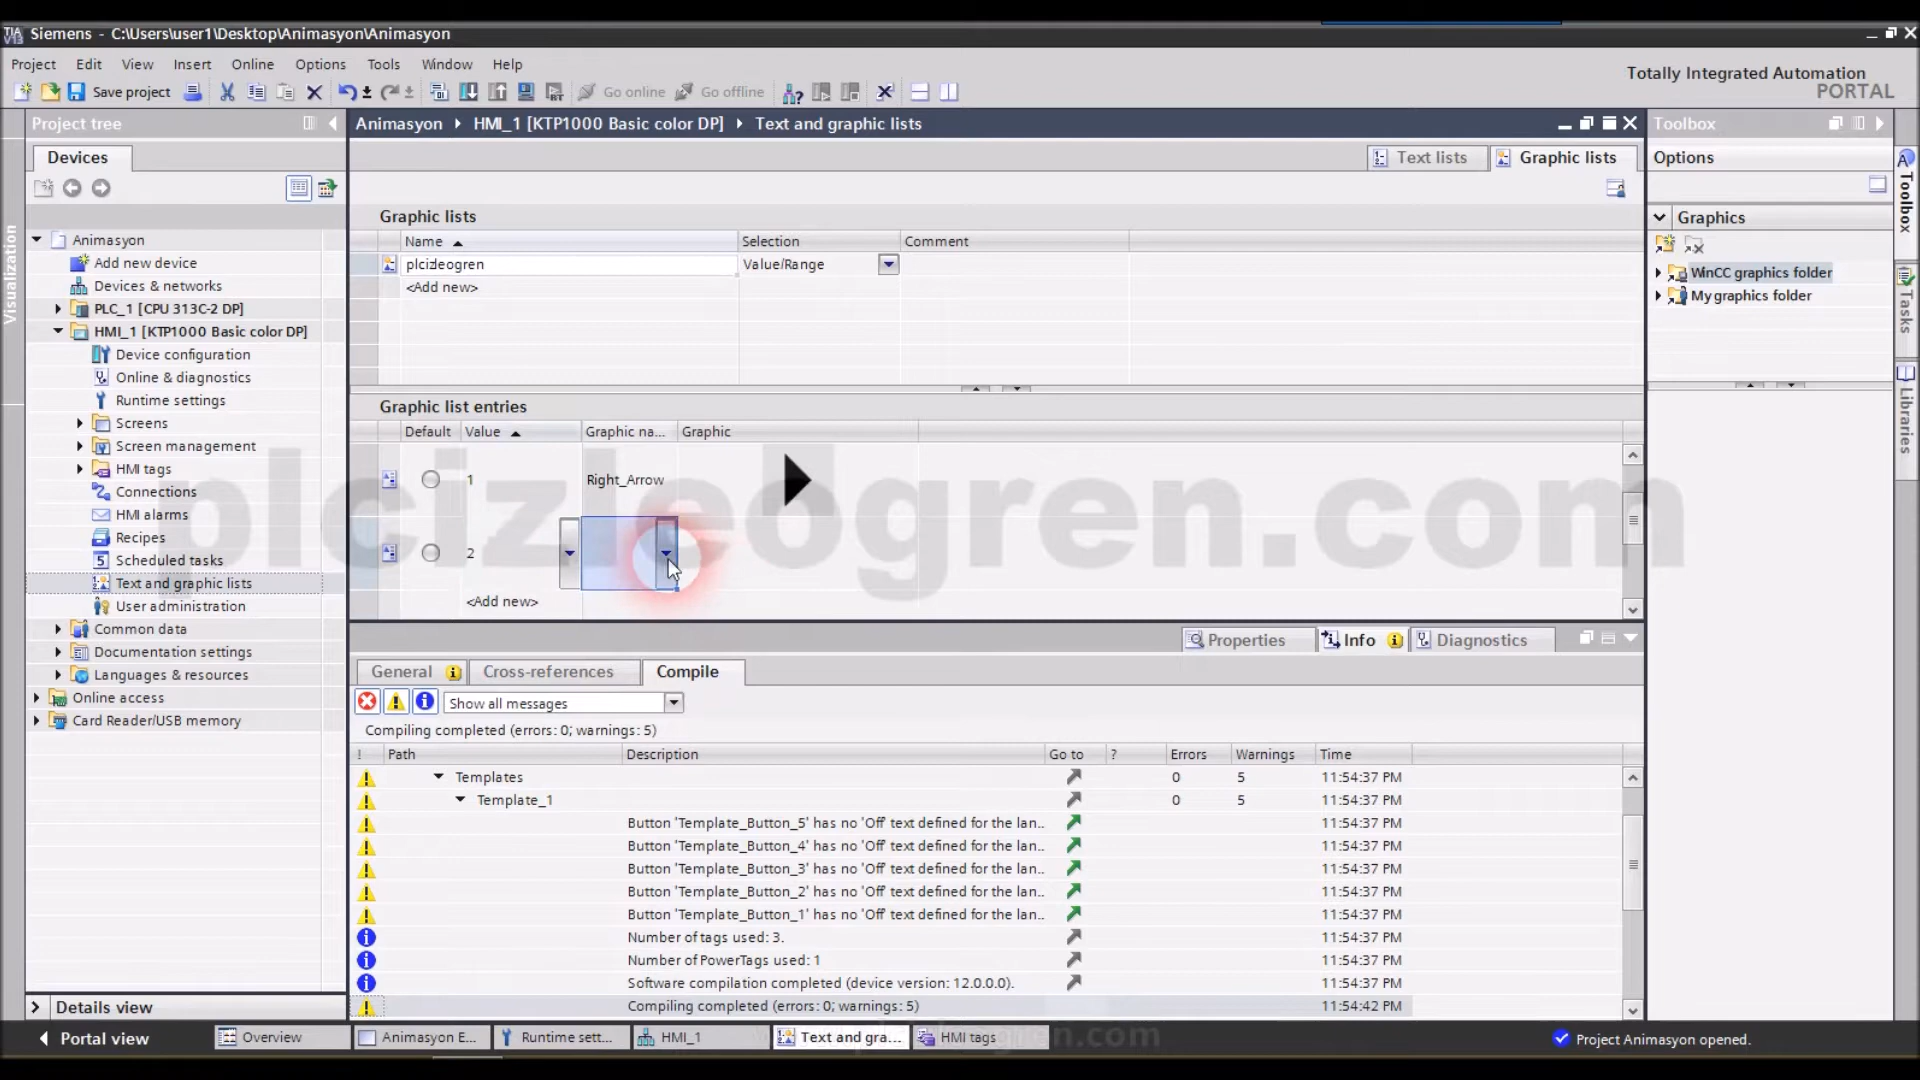 Siemens - C:\Users\user1\Desktop\Animasyon\Animasyon
Project Edit View Insert Online Options Tools Window Help
Totally Integrated Automation
PORTAL
Save project Go online Go offline
Project tree
Animasyon HMI_1 [KTP1000 Basic color DP] Text and graphic lists
Toolbox
Devices
Text lists Graphic lists
Options
Visualization
Toolbox
Tasks
Libraries
Graphic lists
Name Selection Comment
plcizleogren Value/Range
<Add new>
Graphics
WinCC graphics folder
My graphics folder
Animasyon
Add new device
Devices & networks
PLC_1 [CPU 313C-2 DP]
HMI_1 [KTP1000 Basic color DP]
Device configuration
Online & diagnostics
Runtime settings
Screens
Screen management
HMI tags
Connections
HMI alarms
Recipes
Scheduled tasks
Text and graphic lists
User administration
Common data
Documentation settings
Languages & resources
Online access
Card Reader/USB memory
Graphic list entries
Default Value Graphic na... Graphic
1 Right_Arrow
2
<Add new>
plcizleogren.com
Properties Info Diagnostics
General Cross-references Compile
Show all messages
Compiling completed (errors: 0; warnings: 5)
! Path Description Go to ? Errors Warnings Time
Templates 0 5 11:54:37 PM
Template_1 0 5 11:54:37 PM
Button 'Template_Button_5' has no 'Off' text defined for the lan.. 11:54:37 PM
Button 'Template_Button_4' has no 'Off' text defined for the lan.. 11:54:37 PM
Button 'Template_Button_3' has no 'Off' text defined for the lan.. 11:54:37 PM
Button 'Template_Button_2' has no 'Off' text defined for the lan.. 11:54:37 PM
Button 'Template_Button_1' has no 'Off' text defined for the lan.. 11:54:37 PM
Number of tags used: 3. 11:54:37 PM
Number of PowerTags used: 1 11:54:37 PM
Software compilation completed (device version: 12.0.0.0). 11:54:37 PM
Compiling completed (errors: 0; warnings: 5) 11:54:42 PM
Details view
Portal view Overview Animasyon E... Runtime sett... HMI_1 Text and gra... HMI tags
Project Animasyon opened.